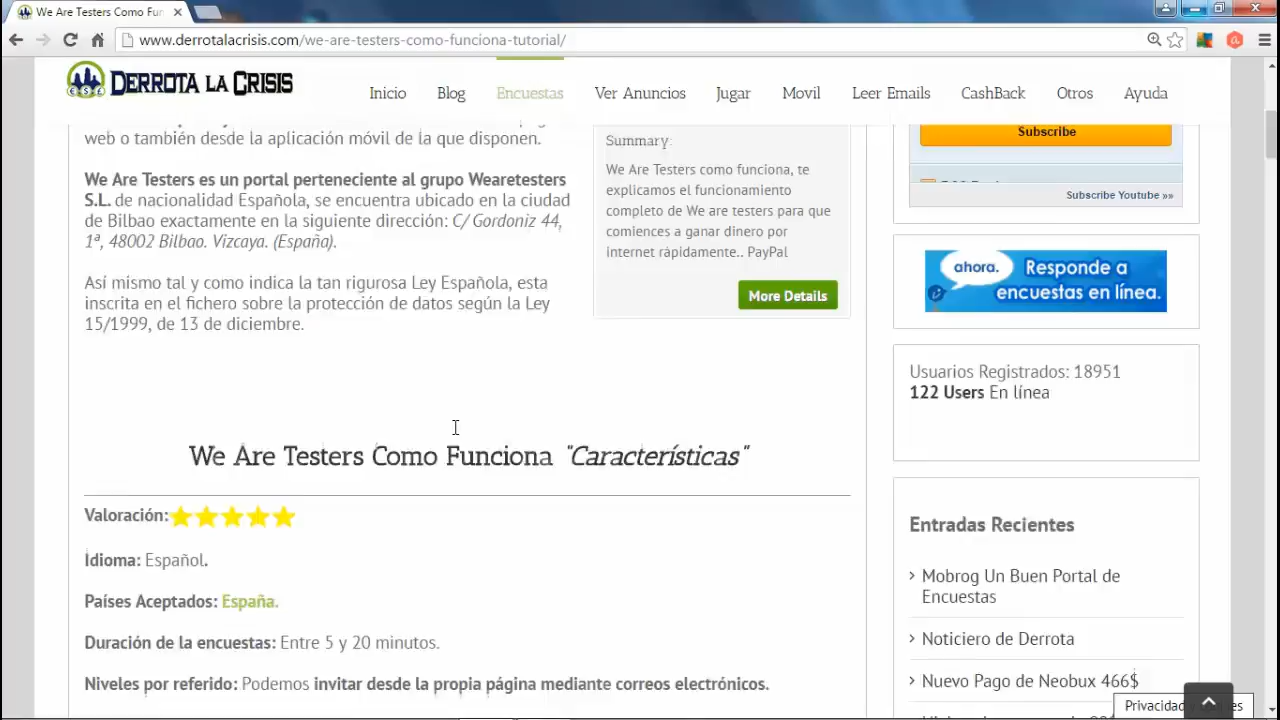 We Are Testers Como Fun
www.derrotalacrisis.com/we-are-testers-como-funciona-tutorial/
DERROTA LA CRISIS
Inicio Blog Encuestas Ver Anuncios Jugar Movil Leer Emails CashBack Otros Ayuda
web o también desde la aplicación móvil de la que disponen.
We Are Testers es un portal perteneciente al grupo Wearetesters
S.L. de nacionalidad Española, se encuentra ubicado en la ciudad
de Bilbao exactamente en la siguiente dirección: C/ Gordoniz 44,
1ª, 48002 Bilbao. Vizcaya. (España).
Así mismo tal y como indica la tan rigurosa Ley Española, esta
inscrita en el fichero sobre la protección de datos según la Ley
15/1999, de 13 de diciembre.
Summary:
We Are Testers como funciona, te
explicamos el funcionamiento
completo de We are testers para que
comiences a ganar dinero por
internet rápidamente.. PayPal
More Details
We Are Testers Como Funciona "Características"
Valoración:
Idioma: Español.
Países Aceptados: España.
Duración de la encuestas: Entre 5 y 20 minutos.
Niveles por referido: Podemos invitar desde la propia página mediante correos electrónicos.
Subscribe
Subscribe Youtube »»
ahora. Responde a
encuestas en línea.
Usuarios Registrados: 18951
122 Users En línea
Entradas Recientes
Mobrog Un Buen Portal de
Encuestas
Noticiero de Derrota
Nuevo Pago de Neobux 466$